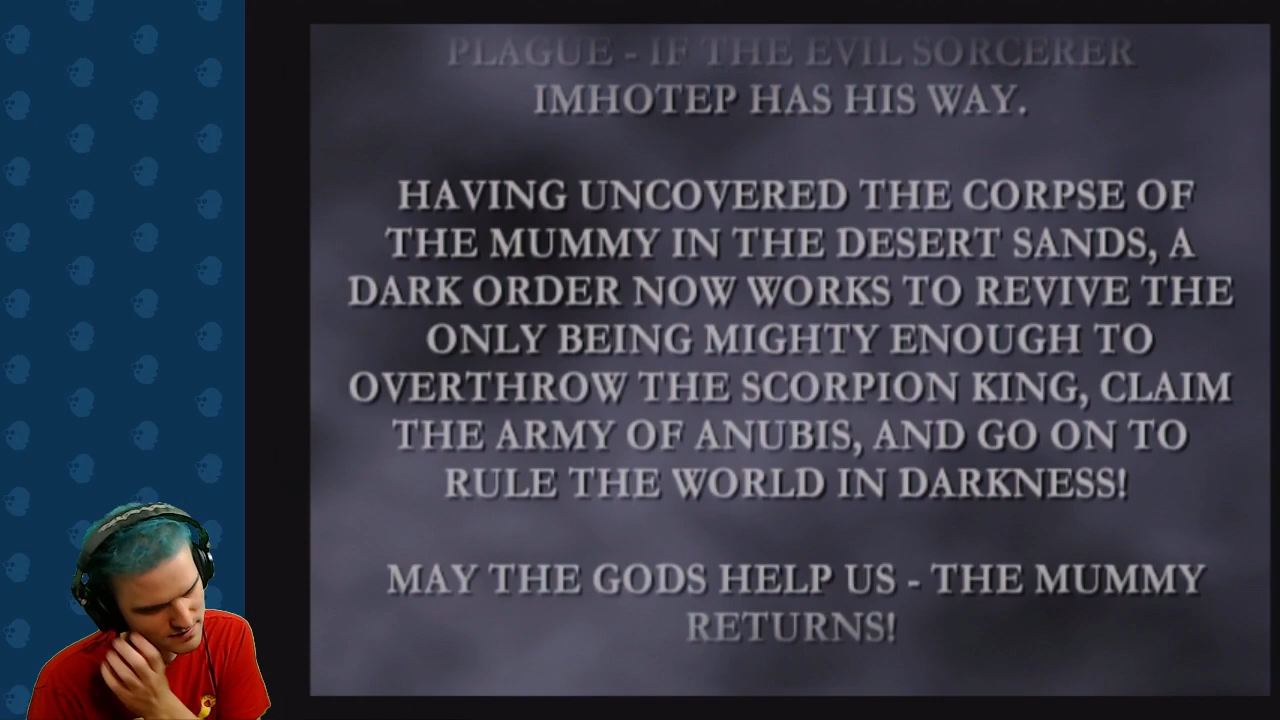 PLAGUE - IF THE EVIL SORCERER
IMHOTEP HAS HIS WAY.
HAVING UNCOVERED THE CORPSE OF
THE MUMMY IN THE DESERT SANDS, A
DARK ORDER NOW WORKS TO REVIVE THE
ONLY BEING MIGHTY ENOUGH TO
OVERTHROW THE SCORPION KING, CLAIM
THE ARMY OF ANUBIS, AND GO ON TO
RULE THE WORLD IN DARKNESS!
MAY THE GODS HELP US - THE MUMMY
RETURNS!